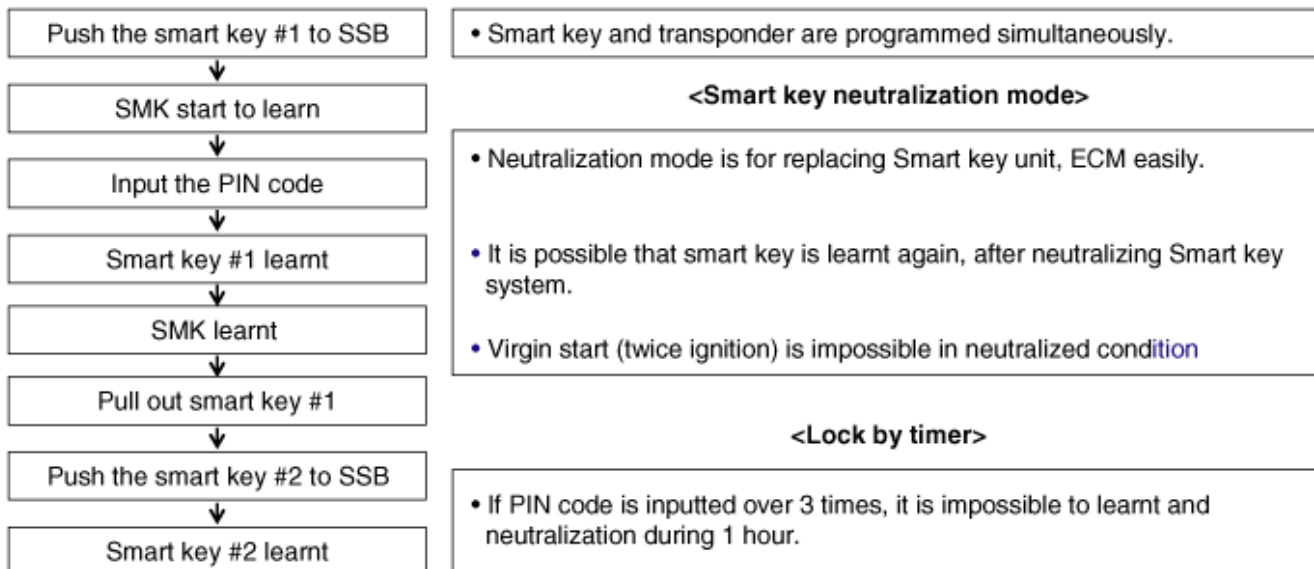 Push the smart key #1 to SSB
SMK start to learn
Input the PIN code
Smart key #1 learnt
SMK learnt
Pull out smart key #1
Push the smart key #2 to SSB
Smart key #2 learnt
• Smart key and transponder are programmed simultaneously.
<Smart key neutralization mode>
• Neutralization mode is for replacing Smart key unit, ECM easily.
• It is possible that smart key is learnt again, after neutralizing Smart key
system.
• Virgin start (twice ignition) is impossible in neutralized condition
<Lock by timer>
• If PIN code is inputted over 3 times, it is impossible to learnt and
neutralization during 1 hour.